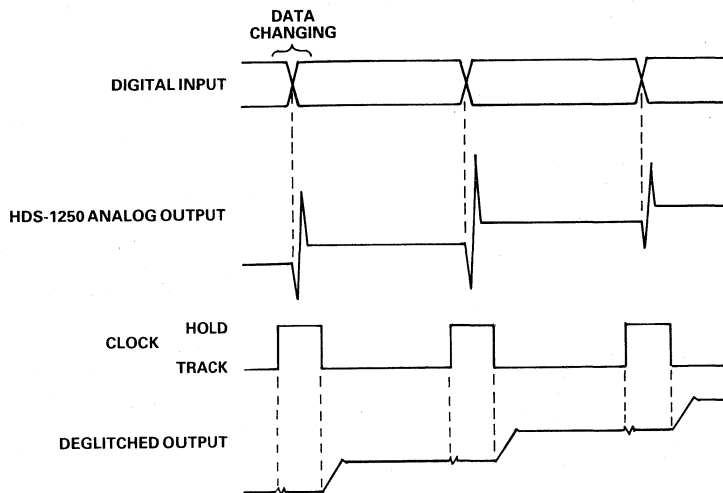 DATA
CHANGING
DIGITAL INPUT
HDS-1250 ANALOG OUTPUT
HOLD
CLOCK
TRACK
DEGLITCHED OUTPUT